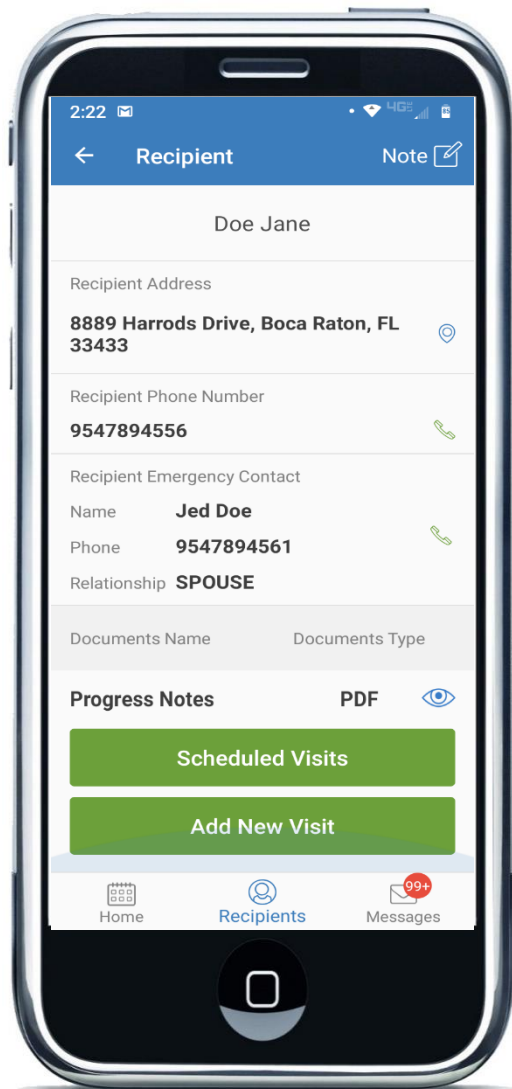 2:22 4G E
← Recipient Note
Doe Jane
Recipient Address
8889 Harrods Drive, Boca Raton, FL
33433
Recipient Phone Number
9547894556
Recipient Emergency Contact
Name Jed Doe
Phone 9547894561
Relationship SPOUSE
Documents Name Documents Type
Progress Notes PDF
Scheduled Visits
Add New Visit
99+
Home Recipients Messages